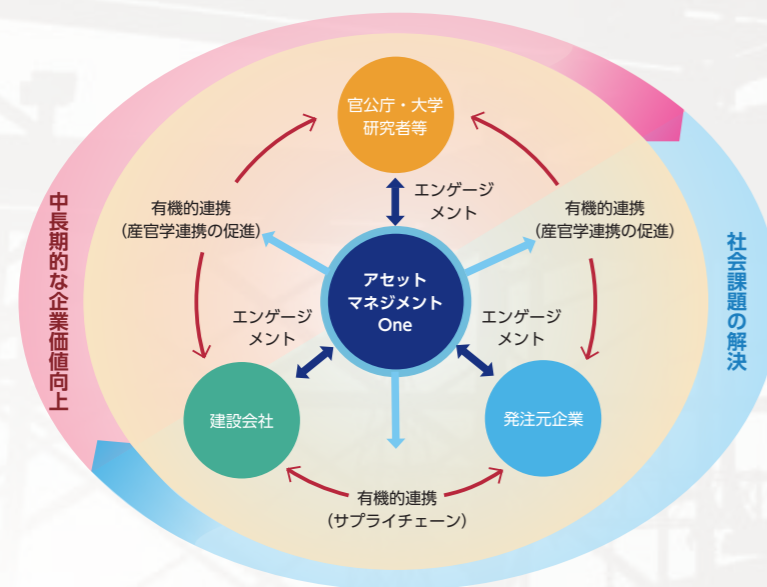 官公庁・大学
研究者等
エンゲージ
メント
有機的連携
(産官学連携の促進)
有機的連携
(産官学連携の促進)
中長期的な企業価値向上
社会課題の解決
アセット
マネジメント
One
エンゲージ
メント
エンゲージ
メント
建設会社
発注元企業
有機的連携
(サプライチェーン)